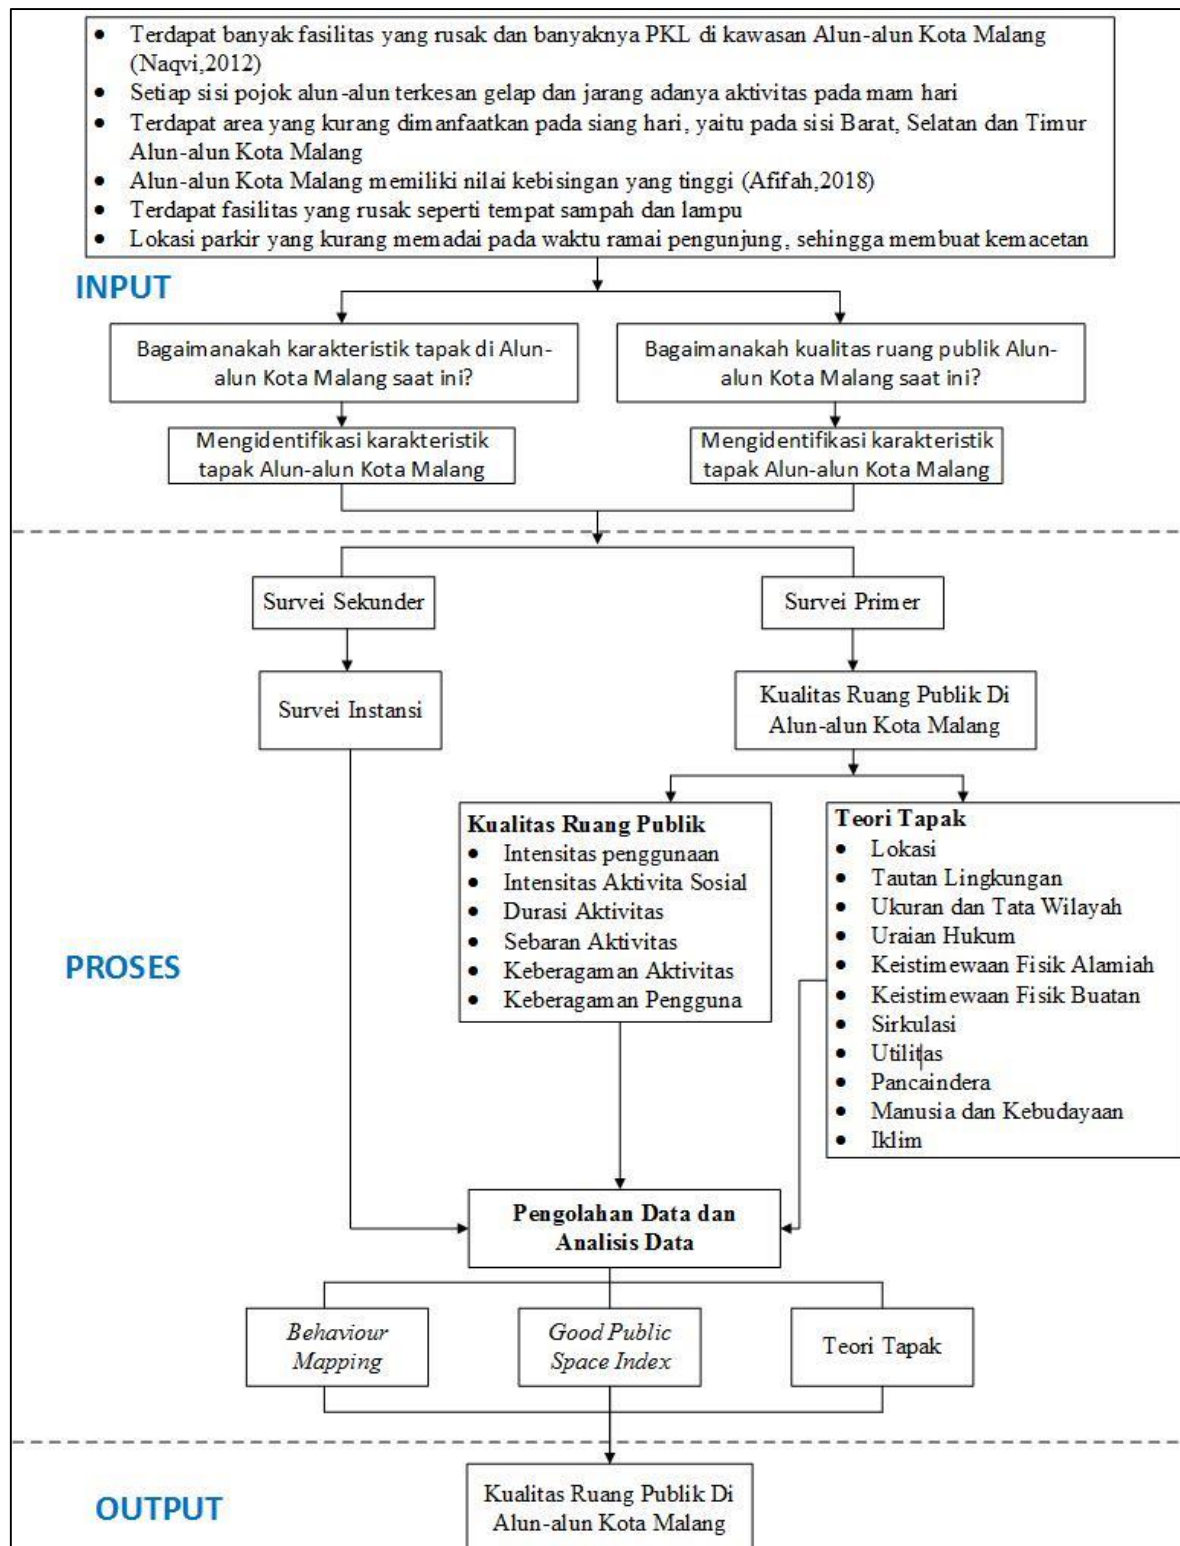 • Terdapat banyak fasilitas yang rusak dan banyaknya PKL di kawasan Alun-alun Kota Malang
(Naqvi,2012)
• Setiap sisi pojok alun-alun terkesan gelap dan jarang adanya aktivitas pada mam hari
• Terdapat area yang kurang dimanfaatkan pada siang hari, yaitu pada sisi Barat, Selatan dan Timur
Alun-alun Kota Malang
• Alun-alun Kota Malang memiliki nilai kebisingan yang tinggi (Afifah,2018)
• Terdapat fasilitas yang rusak seperti tempat sampah dan lampu
• Lokasi parkir yang kurang memadai pada waktu ramai pengunjung, sehingga membuat kemacetan
INPUT
Bagaimanakah karakteristik tapak di Alun-
alun Kota Malang saat ini?
Bagaimanakah kualitas ruang publik Alun-
alun Kota Malang saat ini?
Mengidentifikasi karakteristik
tapak Alun-alun Kota Malang
Mengidentifikasi karakteristik
tapak Alun-alun Kota Malang
Survei Sekunder
Survei Primer
Survei Instansi
Kualitas Ruang Publik Di
Alun-alun Kota Malang
Kualitas Ruang Publik
• Intensitas penggunaan
• Intensitas Aktivita Sosial
• Durasi Aktivitas
• Sebaran Aktivitas
• Keberagaman Aktivitas
• Keberagaman Pengguna
Teori Tapak
• Lokasi
• Tautan Lingkungan
• Ukuran dan Tata Wilayah
• Uraian Hukum
• Keistimewaan Fisik Alamiah
• Keistimewaan Fisik Buatan
• Sirkulasi
• Utilitas
• Pancaindera
• Manusia dan Kebudayaan
• Iklim
PROSES
Pengolahan Data dan
Analisis Data
Behaviour
Mapping
Good Public
Space Index
Teori Tapak
OUTPUT
Kualitas Ruang Publik Di
Alun-alun Kota Malang